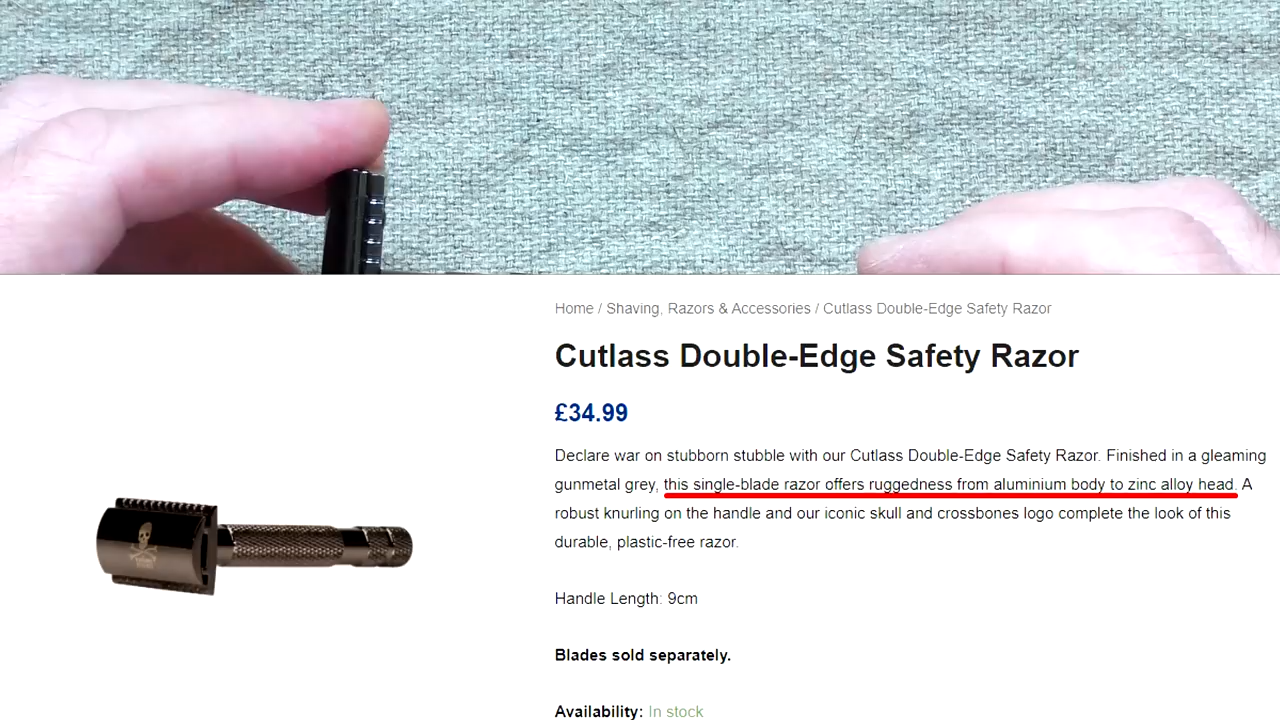 Home / Shaving, Razors & Accessories / Cutlass Double-Edge Safety Razor
Cutlass Double-Edge Safety Razor
£34.99
Declare war on stubborn stubble with our Cutlass Double-Edge Safety Razor. Finished in a gleaming
gunmetal grey, this single-blade razor offers ruggedness from aluminium body to zinc alloy head. A
robust knurling on the handle and our iconic skull and crossbones logo complete the look of this
durable, plastic-free razor.
Handle Length: 9cm
Blades sold separately.
Availability: In stock